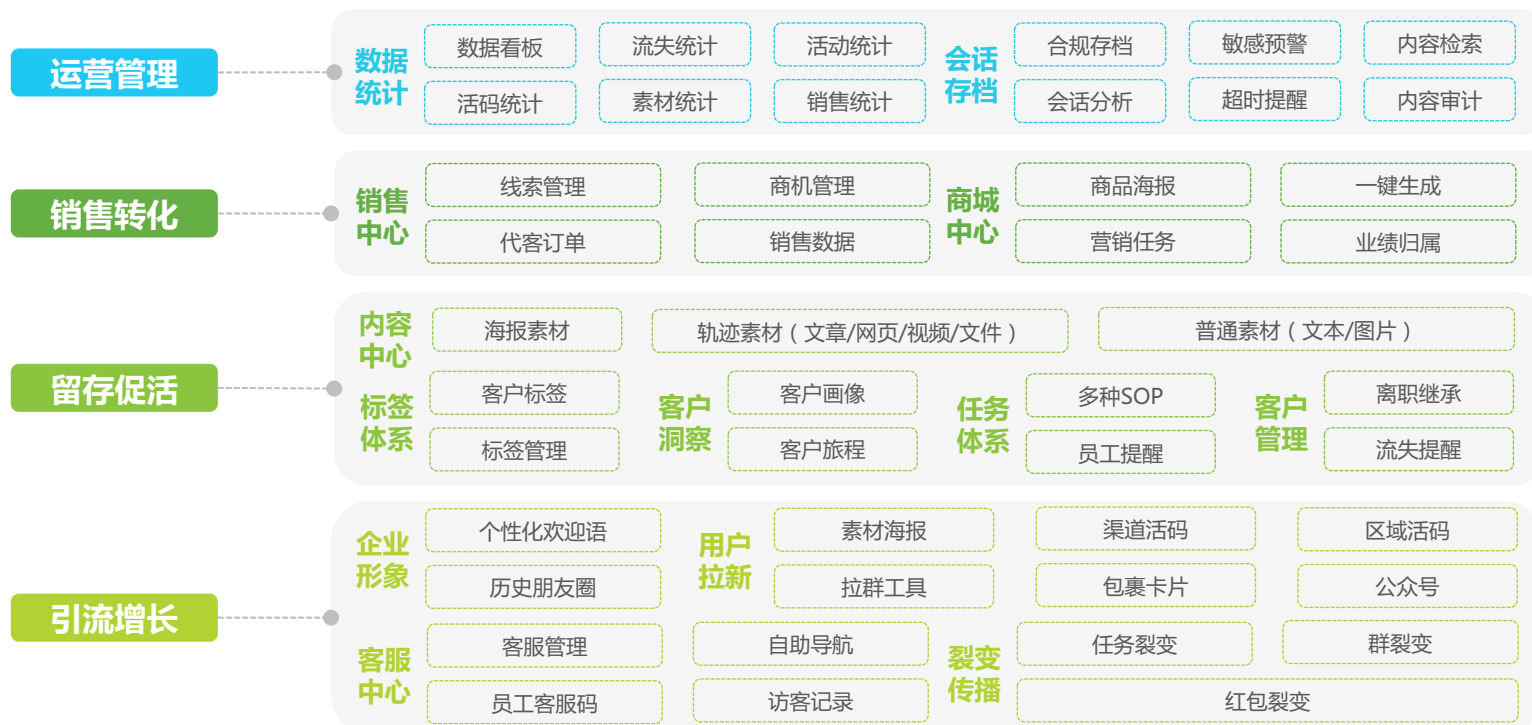 运营管理
数据
统计
数据看板
流失统计
活动统计
活码统计
素材统计
销售统计
会话
存档
合规存档
敏感预警
内容检索
会话分析
超时提醒
内容审计
销售转化
销售
中心
线索管理
商机管理
代客订单
销售数据
商城
中心
商品海报
一键生成
营销任务
业绩归属
留存促活
内容
中心
海报素材
轨迹素材（文章/网页/视频/文件）
普通素材（文本/图片）
标签
体系
客户标签
标签管理
客户
洞察
客户画像
客户旅程
任务
体系
多种SOP
员工提醒
客户
管理
离职继承
流失提醒
引流增长
企业
形象
个性化欢迎语
历史朋友圈
用户
拉新
素材海报
渠道活码
区域活码
拉群工具
包裹卡片
公众号
客服
中心
客服管理
自助导航
员工客服码
访客记录
裂变
传播
任务裂变
群裂变
红包裂变